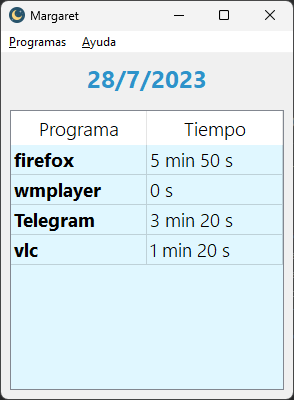 Margaret
Programas Ayuda
28/7/2023
Programa Tiempo
firefox 5 min 50 s
wmplayer 0 s
Telegram 3 min 20 s
vlc 1 min 20 s